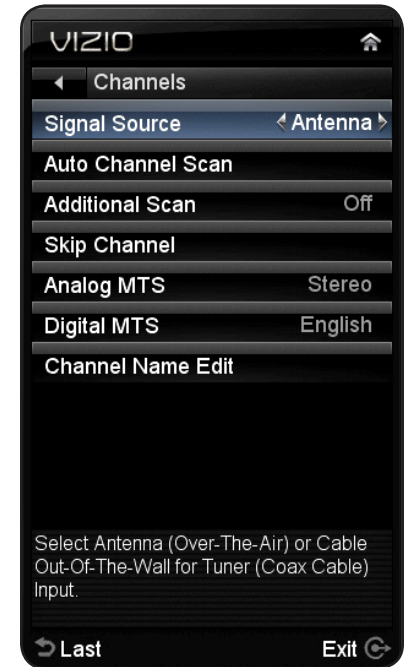 VIZIO
Channels
Signal Source Antenna
Auto Channel Scan
Additional Scan Off
Skip Channel
Analog MTS Stereo
Digital MTS English
Channel Name Edit
Select Antenna (Over-The-Air) or Cable
Out-Of-The-Wall for Tuner (Coax Cable)
Input.
Last Exit